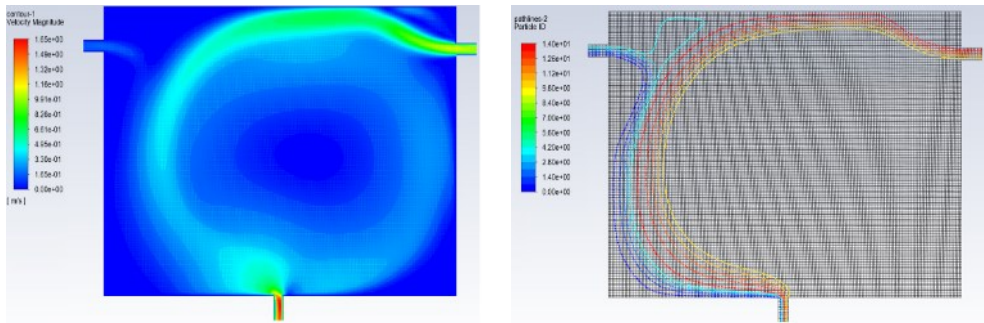 contour-1
Velocity Magnitude
1.65e+00
1.49e+00
1.32e+00
1.16e+00
9.91e-01
8.26e-01
6.61e-01
4.95e-01
3.30e-01
1.65e-01
0.00e+00
[ m/s ]
pathlines-2
Particle ID
1.40e+01
1.26e+01
1.12e+01
9.80e+00
8.40e+00
7.00e+00
5.60e+00
4.20e+00
2.80e+00
1.40e+00
0.00e+00